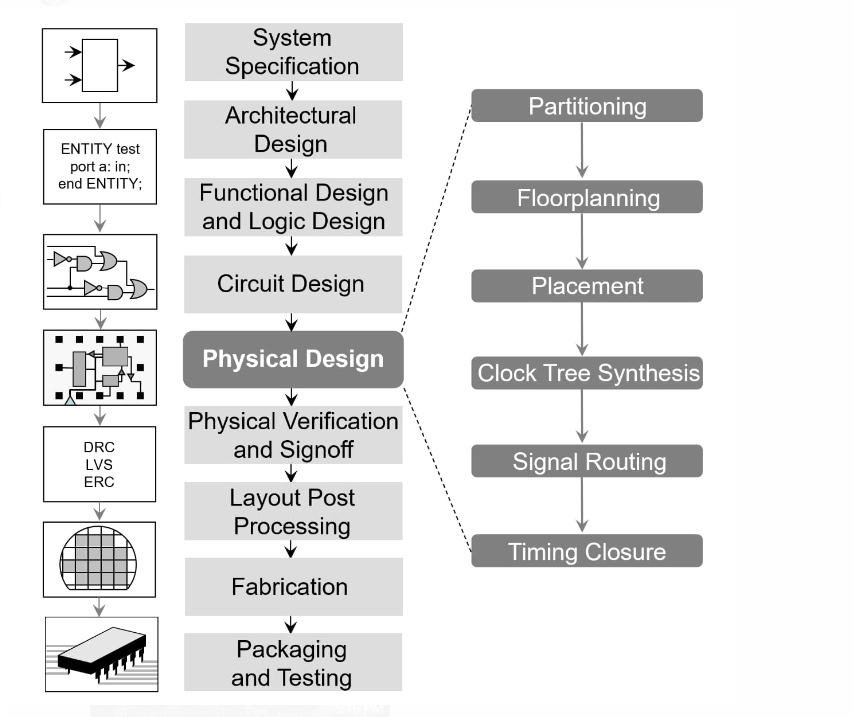 System
Specification
Architectural
Design
Functional Design
and Logic Design
Circuit Design
Physical Design
Physical Verification
and Signoff
Layout Post
Processing
Fabrication
Packaging
and Testing
ENTITY test
port a: in;
end ENTITY;
DRC
LVS
ERC
Partitioning
Floorplanning
Placement
Clock Tree Synthesis
Signal Routing
Timing Closure